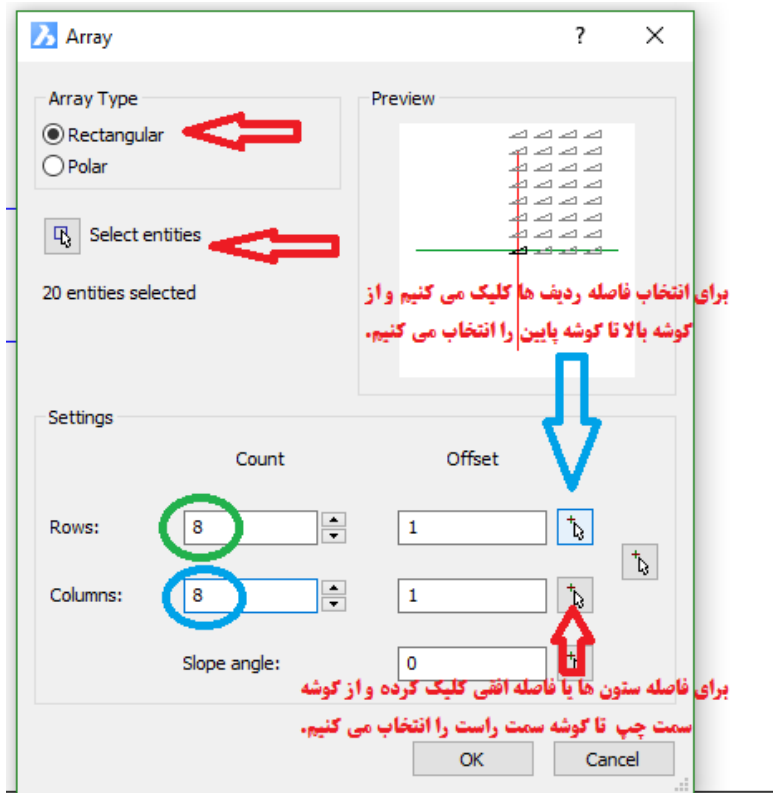 Array
? ×
Array Type
Rectangular
Polar
Preview
Select entities
20 entities selected
برای انتخاب فاصله ردیف ها کلیک می کنیم و از
گوشه بالا تا گوشه پایین را انتخاب می کنیم.
Settings
Count Offset
Rows: 8 1
Columns: 8 1
Slope angle: 0
برای فاصله ستون ها یا فاصله افقی کلیک کرده و از گوشه
سمت چپ تا گوشه سمت راست را انتخاب می کنیم.
OK Cancel